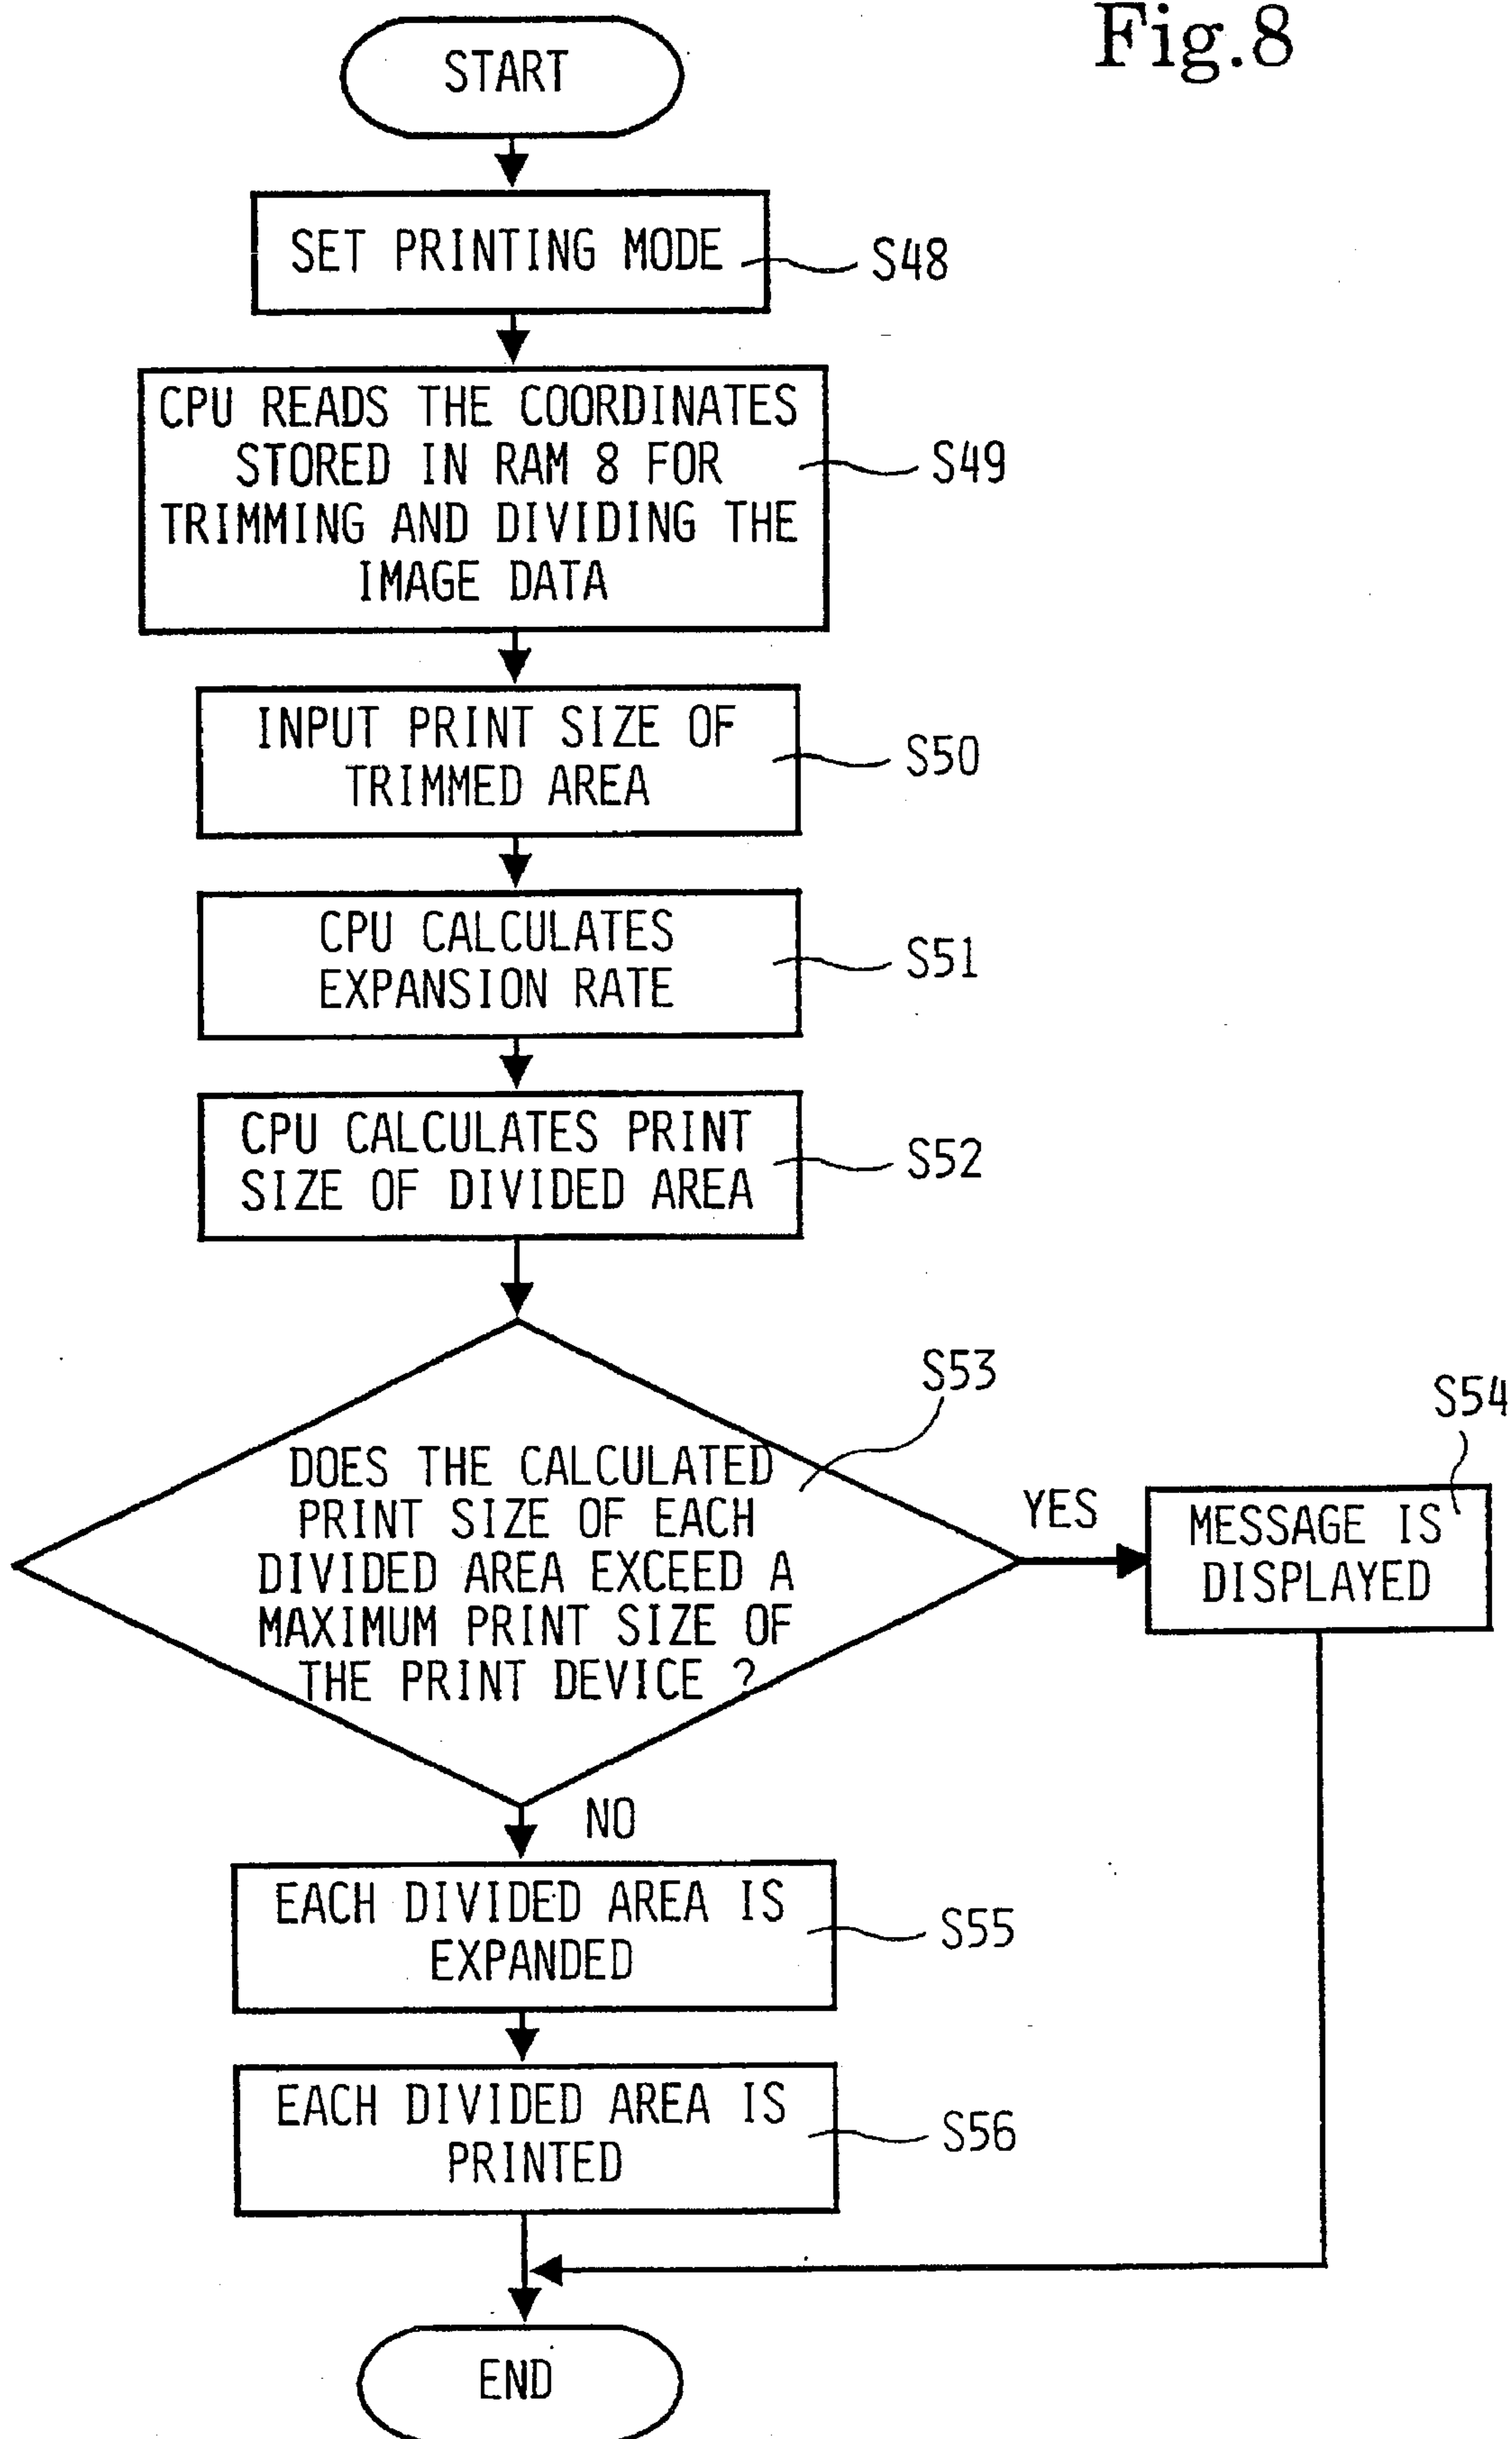 Fig.8
START
SET PRINTING MODE
S48
CPU READS THE COORDINATES
STORED IN RAM 8 FOR
TRIMMING AND DIVIDING THE
IMAGE DATA
S49
INPUT PRINT SIZE OF
TRIMMED AREA
S50
CPU CALCULATES
EXPANSION RATE
S51
CPU CALCULATES PRINT
SIZE OF DIVIDED AREA
S52
S53
DOES THE CALCULATED
PRINT SIZE OF EACH
DIVIDED AREA EXCEED A
MAXIMUM PRINT SIZE OF
THE PRINT DEVICE ?
YES
S54
MESSAGE IS
DISPLAYED
NO
EACH DIVIDED AREA IS
EXPANDED
S55
EACH DIVIDED AREA IS
PRINTED
S56
END